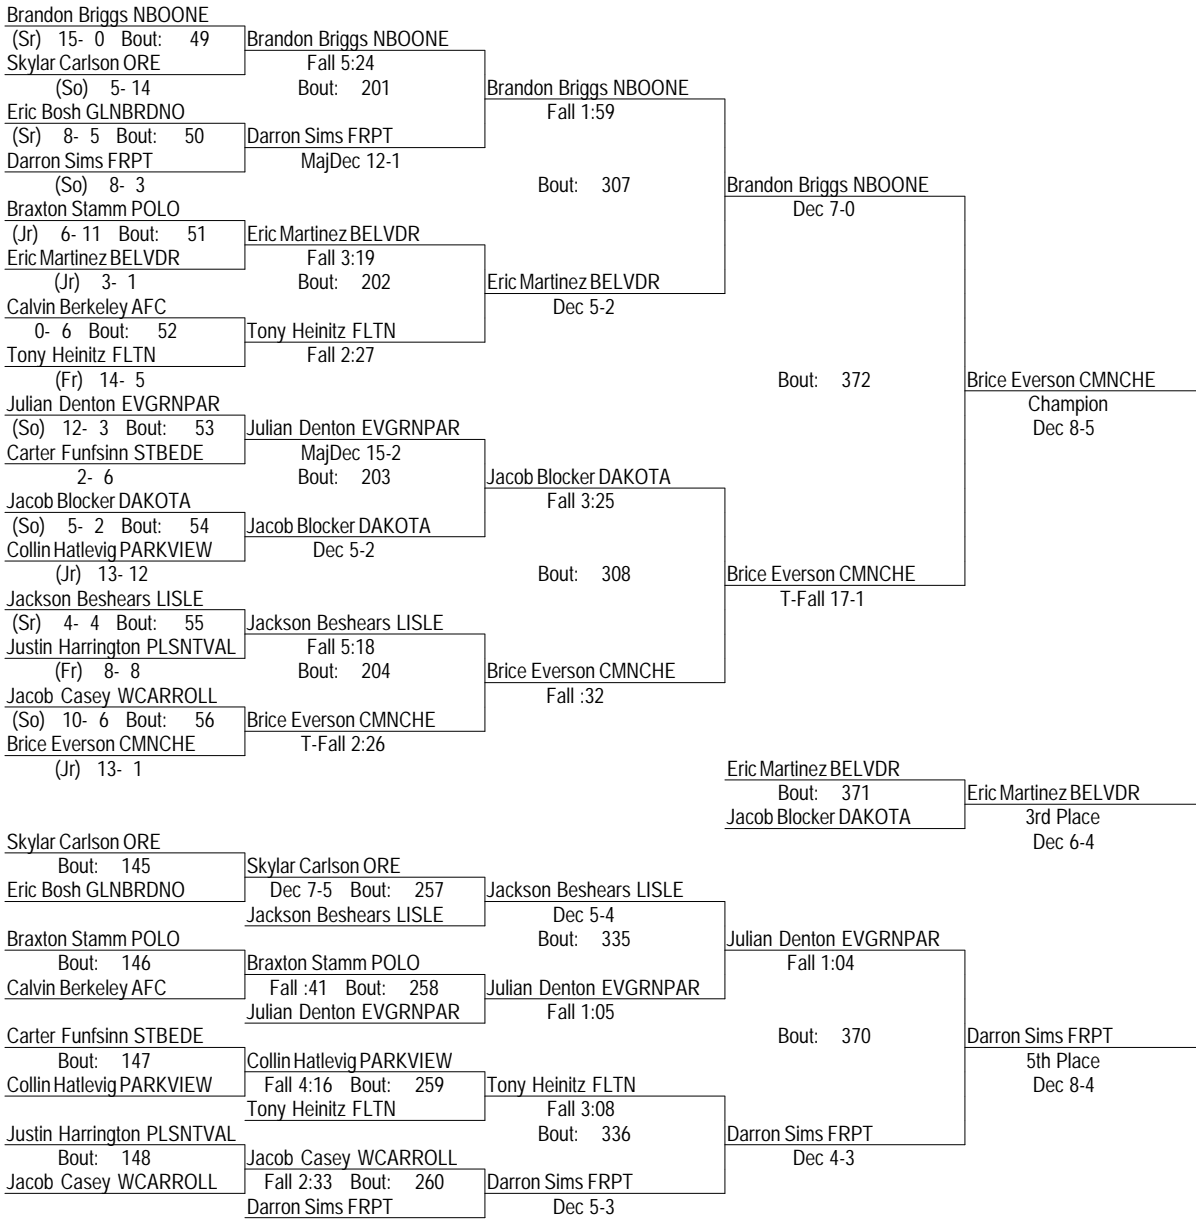 Brandon Briggs NBOONE
(Sr) 15- 0 Bout: 49 Brandon Briggs NBOONE
Skylar Carlson ORE Fall 5:24
(So) 5- 14 Bout: 201 Brandon Briggs NBOONE
Eric Bosh GLNBRDNO Fall 1:59
(Sr) 8- 5 Bout: 50 Darron Sims FRPT
Darron Sims FRPT MajDec 12-1
(So) 8- 3 Bout: 307 Brandon Briggs NBOONE
Braxton Stamm POLO Dec 7-0
(Jr) 6- 11 Bout: 51 Eric Martinez BELVDR
Eric Martinez BELVDR Fall 3:19
(Jr) 3- 1 Bout: 202 Eric Martinez BELVDR
Calvin Berkeley AFC Dec 5-2
0- 6 Bout: 52 Tony Heinitz FLTN
Tony Heinitz FLTN Fall 2:27
(Fr) 14- 5 Bout: 372 Brice Everson CMNCHE
Julian Denton EVGRNPAR Champion
(So) 12- 3 Bout: 53 Julian Denton EVGRNPAR Dec 8-5
Carter Funfsinn STBEDE MajDec 15-2
2- 6 Bout: 203 Jacob Blocker DAKOTA
Jacob Blocker DAKOTA Fall 3:25
(So) 5- 2 Bout: 54 Jacob Blocker DAKOTA
Collin Hatlevig PARKVIEW Dec 5-2
(Jr) 13- 12 Bout: 308 Brice Everson CMNCHE
Jackson Beshears LISLE T-Fall 17-1
(Sr) 4- 4 Bout: 55 Jackson Beshears LISLE
Justin Harrington PLSNTVAL Fall 5:18
(Fr) 8- 8 Bout: 204 Brice Everson CMNCHE
Jacob Casey WCARROLL Fall :32
(So) 10- 6 Bout: 56 Brice Everson CMNCHE
Brice Everson CMNCHE T-Fall 2:26
(Jr) 13- 1 Eric Martinez BELVDR
Bout: 371 Eric Martinez BELVDR
Jacob Blocker DAKOTA 3rd Place
Skylar Carlson ORE Dec 6-4
Bout: 145 Skylar Carlson ORE
Eric Bosh GLNBRDNO Dec 7-5 Bout: 257 Jackson Beshears LISLE
Jackson Beshears LISLE Dec 5-4
Braxton Stamm POLO Bout: 335 Julian Denton EVGRNPAR
Bout: 146 Braxton Stamm POLO Fall 1:04
Calvin Berkeley AFC Fall :41 Bout: 258 Julian Denton EVGRNPAR
Julian Denton EVGRNPAR Fall 1:05
Carter Funfsinn STBEDE Bout: 370 Darron Sims FRPT
Bout: 147 Collin Hatlevig PARKVIEW 5th Place
Collin Hatlevig PARKVIEW Fall 4:16 Bout: 259 Tony Heinitz FLTN Dec 8-4
Tony Heinitz FLTN Fall 3:08
Justin Harrington PLSNTVAL Bout: 336 Darron Sims FRPT
Bout: 148 Jacob Casey WCARROLL Dec 4-3
Jacob Casey WCARROLL Fall 2:33 Bout: 260 Darron Sims FRPT
Darron Sims FRPT Dec 5-3